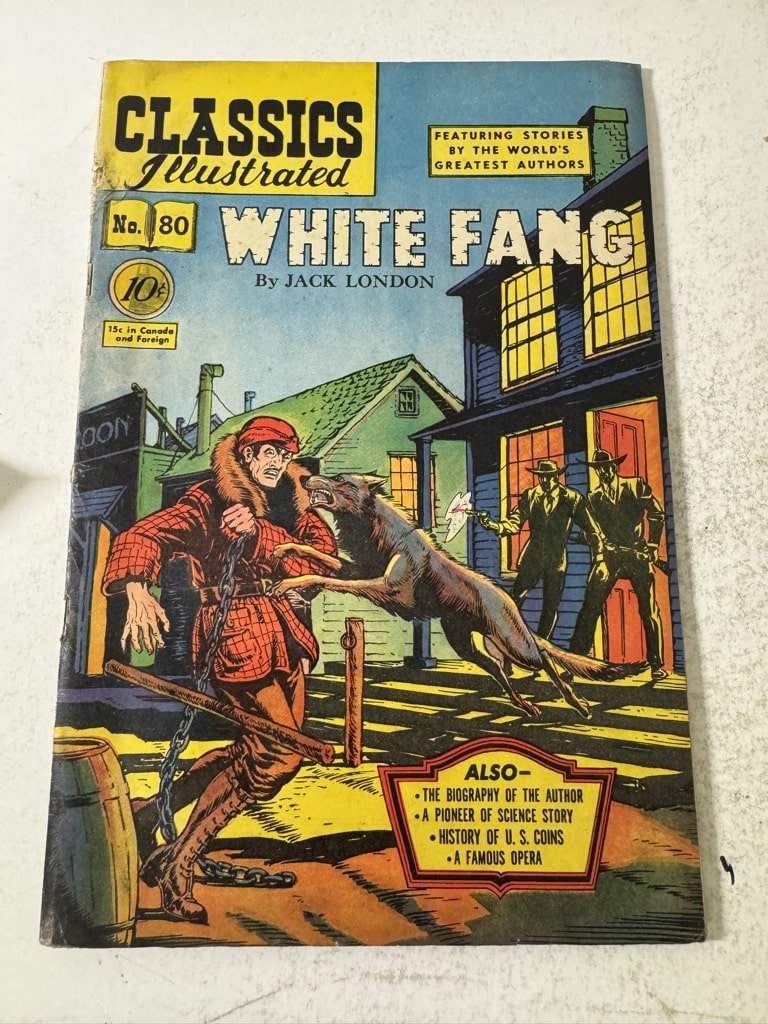 CLASSICS
Illustrated
FEATURING STORIES
BY THE WORLD'S
GREATEST AUTHORS
No. 80
WHITE FANG
By JACK LONDON
10¢
15c in Canada
and Foreign
OON
ALSO—
• THE BIOGRAPHY OF THE AUTHOR
• A PIONEER OF SCIENCE STORY
• HISTORY OF U. S. COINS
• A FAMOUS OPERA